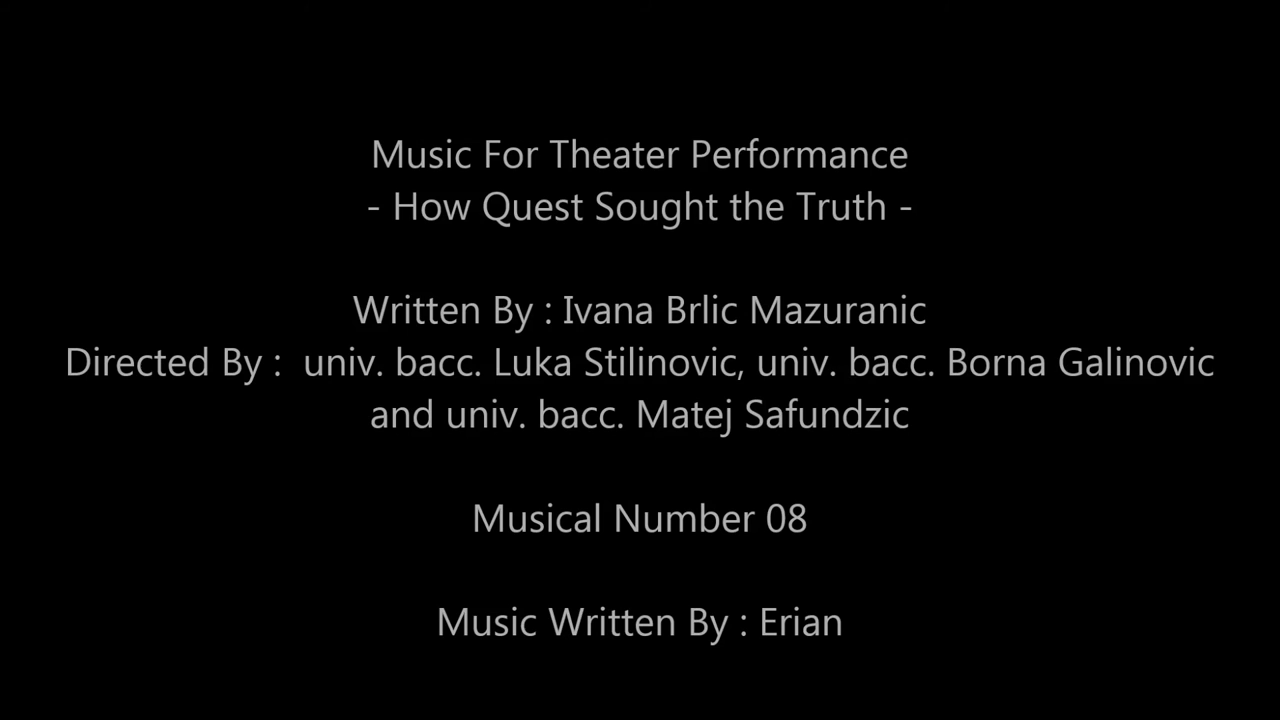 Music For Theater Performance
- How Quest Sought the Truth -
Written By : Ivana Brlic Mazuranic
Directed By :  univ. bacc. Luka Stilinovic, univ. bacc. Borna Galinovic
and univ. bacc. Matej Safundzic
Musical Number 08
Music Written By : Erian